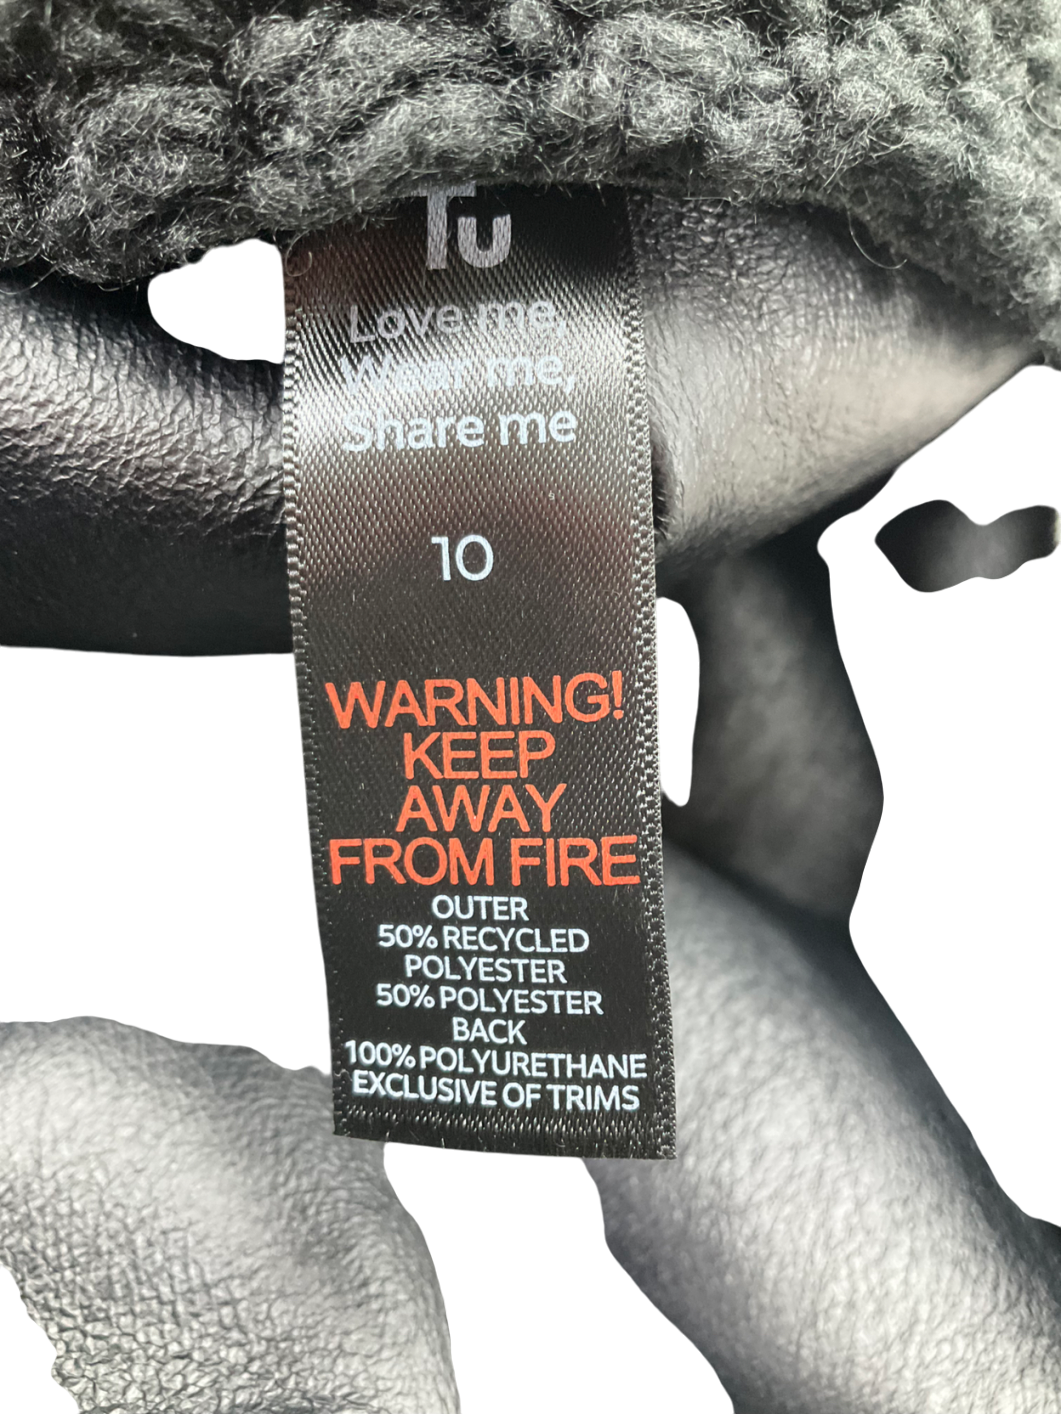 Tu
Love me,
Wear me,
Share me
10
WARNING!
KEEP
AWAY
FROM FIRE
OUTER
50% RECYCLED
POLYESTER
50% POLYESTER
BACK
100% POLYURETHANE
EXCLUSIVE OF TRIMS